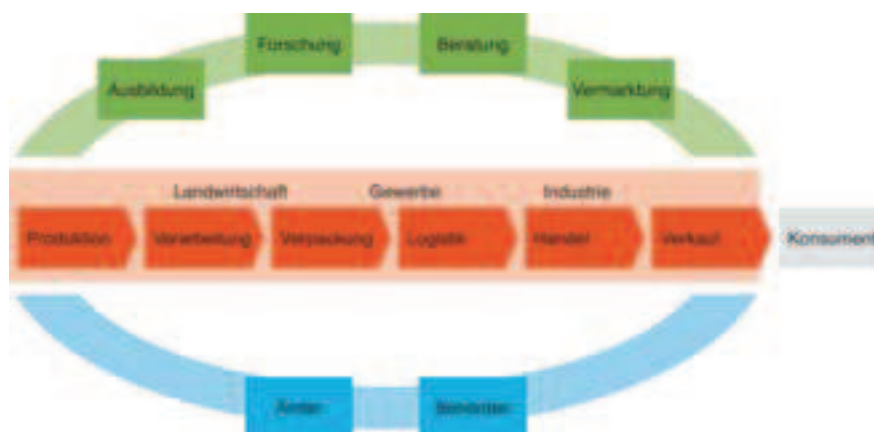 Forschung
Beratung
Ausbildung
Vermarktung
Landwirtschaft
Gewerbe
Industrie
Produktion
Verarbeitung
Verpackung
Logistik
Handel
Verkauf
Konsument
Ämter
Behörden